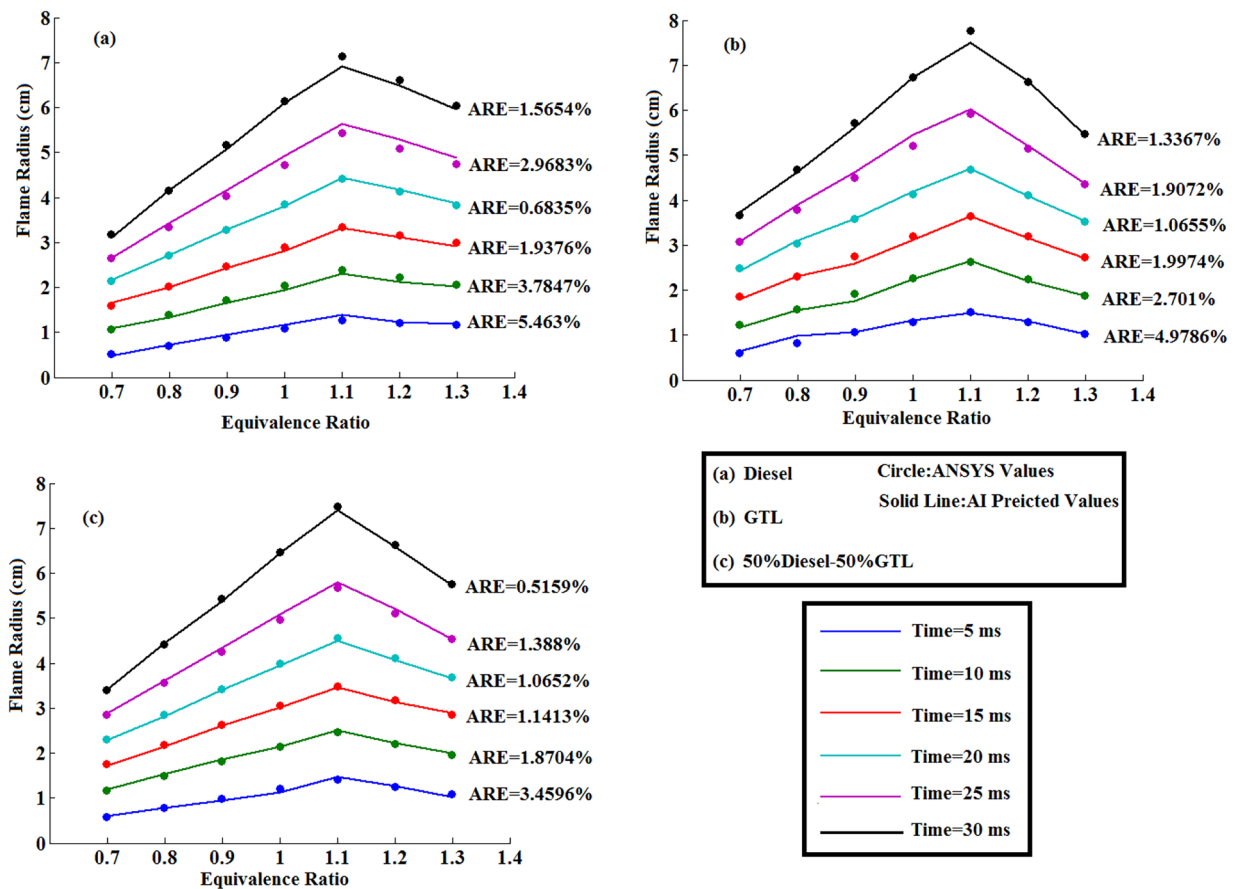 (a)
Flame Radius (cm)
8
7
6
5
4
3
2
1
0
ARE=1.5654%
ARE=2.9683%
ARE=0.6835%
ARE=1.9376%
ARE=3.7847%
ARE=5.463%
0.7 0.8 0.9 1 1.1 1.2 1.3 1.4
Equivalence Ratio
(b)
Flame Radius (cm)
8
7
6
5
4
3
2
1
0
ARE=1.3367%
ARE=1.9072%
ARE=1.0655%
ARE=1.9974%
ARE=2.701%
ARE=4.9786%
0.7 0.8 0.9 1 1.1 1.2 1.3 1.4
Equivalence Ratio
(c)
Flame Radius (cm)
8
7
6
5
4
3
2
1
0
ARE=0.5159%
ARE=1.388%
ARE=1.0652%
ARE=1.1413%
ARE=1.8704%
ARE=3.4596%
0.7 0.8 0.9 1 1.1 1.2 1.3 1.4
Equivalence Ratio
(a) Diesel
Circle:ANSYS Values
Solid Line:AI Preicted Values
(b) GTL
(c) 50%Diesel-50%GTL
Time=5 ms
Time=10 ms
Time=15 ms
Time=20 ms
Time=25 ms
Time=30 ms